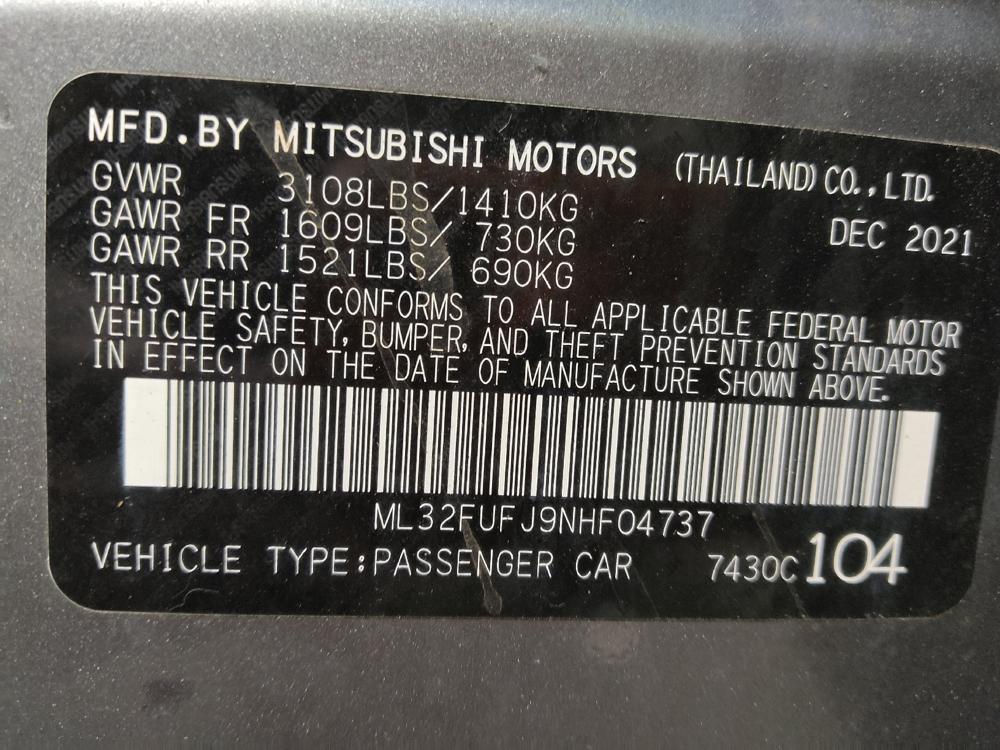 MFD.BY MITSUBISHI MOTORS (THAILAND) CO.,LTD.
GVWR 3108LBS/1410KG DEC 2021
GAWR FR 1609LBS/ 730KG
GAWR RR 1521LBS/ 690KG
THIS VEHICLE CONFORMS TO ALL APPLICABLE FEDERAL MOTOR
VEHICLE SAFETY, BUMPER, AND THEFT PREVENTION STANDARDS
IN EFFECT ON THE DATE OF MANUFACTURE SHOWN ABOVE.
ML32FUFJ9NHF04737
VEHICLE TYPE:PASSENGER CAR 7430C 104